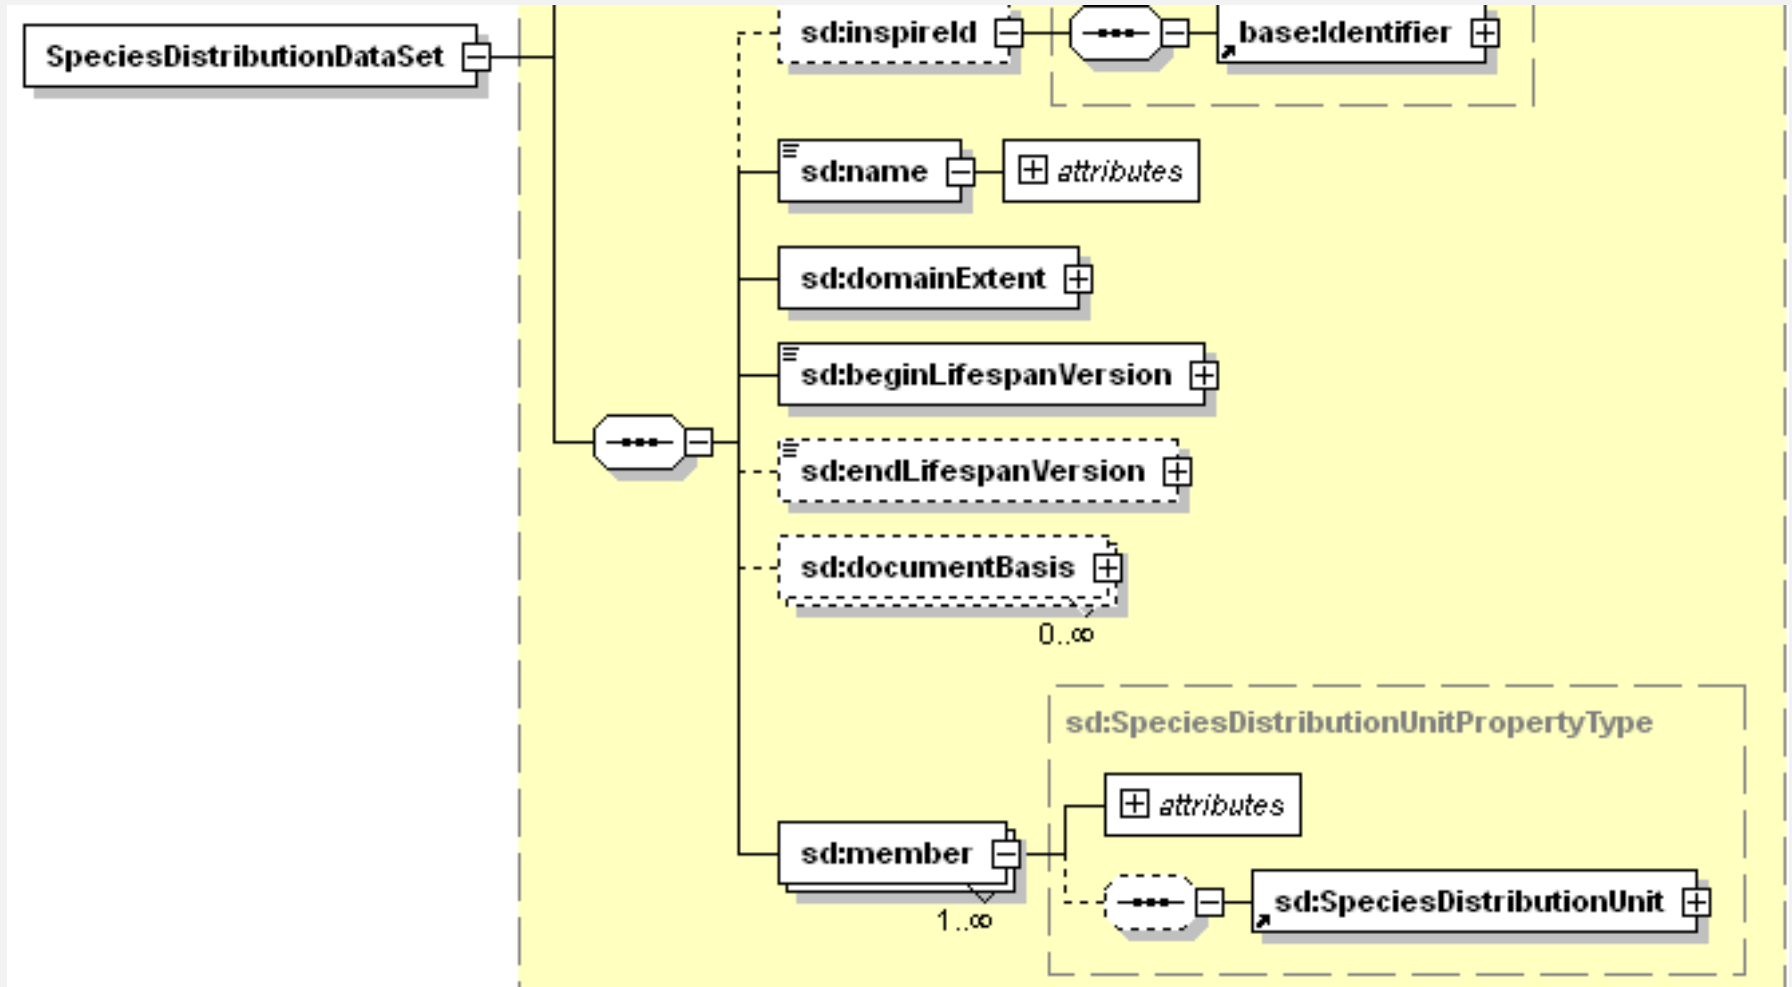 SpeciesDistributionDataSet
sd:inspireId
base:Identifier
sd:name
attributes
sd:domainExtent
sd:beginLifespanVersion
sd:endLifespanVersion
sd:documentBasis
0..∞
sd:SpeciesDistributionUnitPropertyType
attributes
sd:member
1..∞
sd:SpeciesDistributionUnit